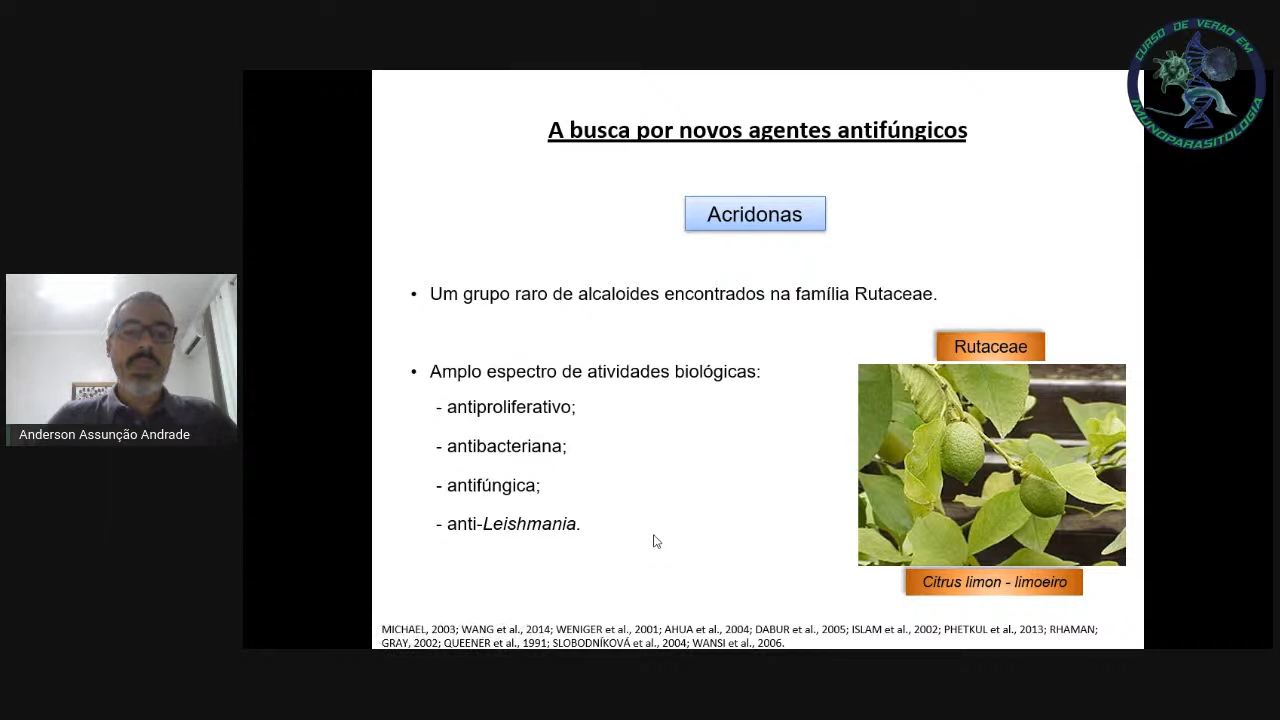 CURSO DE VERÃO EM
IMUNOPARASITOLOGIA
A busca por novos agentes antifúngicos
Acridonas
• Um grupo raro de alcaloides encontrados na família Rutaceae.
Rutaceae
• Amplo espectro de atividades biológicas:
- antiproliferativo;
- antibacteriana;
- antifúngica;
- anti-Leishmania.
Citrus limon - limoeiro
Anderson Assunção Andrade
MICHAEL, 2003; WANG et al., 2014; WENIGER et al., 2001; AHUA et al., 2004; DABUR et al., 2005; ISLAM et al., 2002; PHETKUL et al., 2013; RHAMAN;
GRAY, 2002; QUEENER et al., 1991; SLOBODNÍKOVÁ et al., 2004; WANSI et al., 2006.